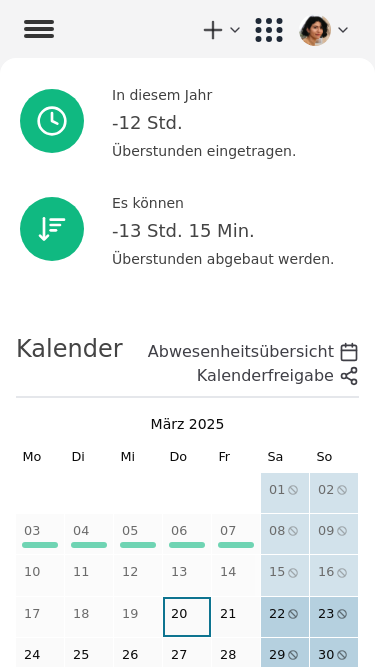 In diesem Jahr
-12 Std.
Überstunden eingetragen.
Es können
-13 Std. 15 Min.
Überstunden abgebaut werden.
Kalender
Abwesenheitsübersicht
Kalenderfreigabe
März 2025
Mo Di Mi Do Fr Sa So
01 02
03 04 05 06 07 08 09
10 11 12 13 14 15 16
17 18 19 20 21 22 23
24 25 26 27 28 29 30